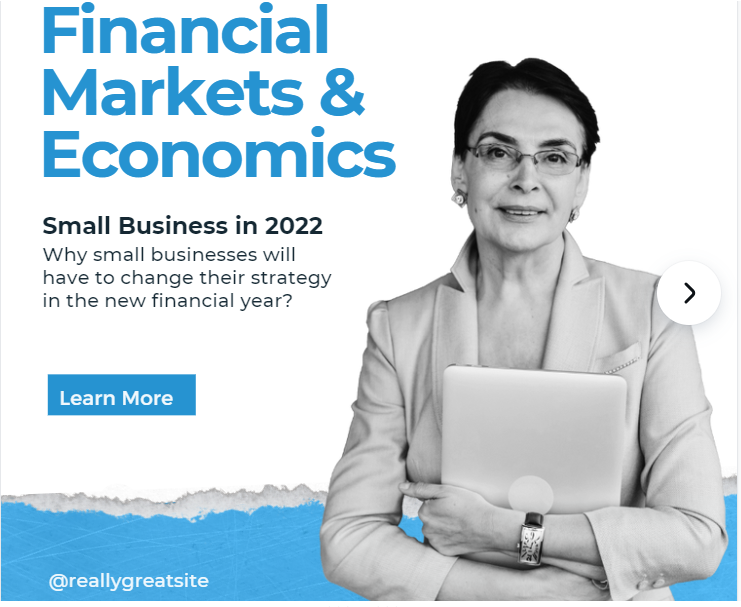 Financial
Markets &
Economics
Small Business in 2022
Why small businesses will
have to change their strategy
in the new financial year?
Learn More
@reallygreatsite